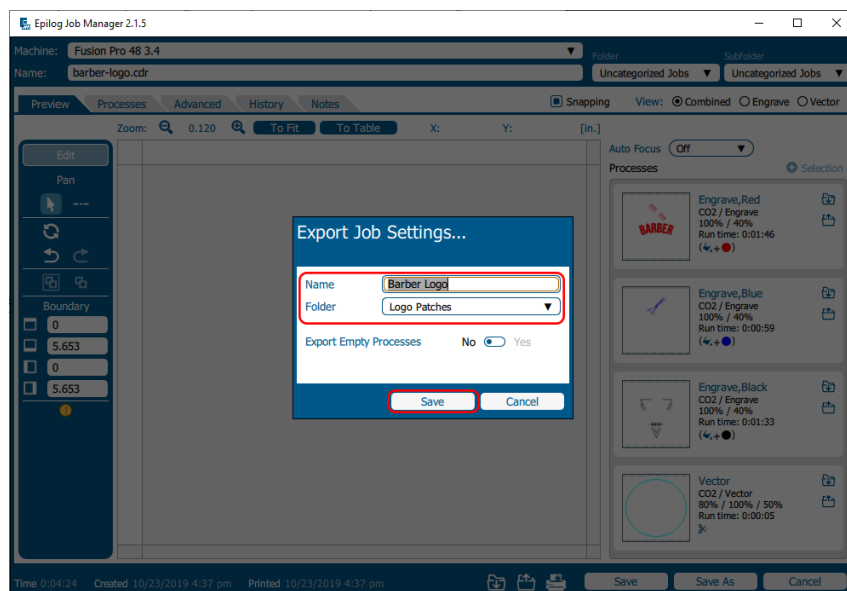 Epilog Job Manager 2.1.5
Machine: Fusion Pro 48 3.4
Folder Subfolder
Name: barber-logo.cdr Uncategorized Jobs Uncategorized Jobs
Preview Processes Advanced History Notes Snapping View: Combined Engrave Vector
Zoom: 0.120 To Fit To Table X: Y: [in.]
Edit
Pan
Boundary
0
5.653
0
5.653
Auto Focus Off
Processes Selection
BARBER
Engrave,Red
CO2 / Engrave
100% / 40%
Run time: 0:01:46
Engrave,Blue
CO2 / Engrave
100% / 40%
Run time: 0:00:59
Engrave,Black
CO2 / Engrave
100% / 40%
Run time: 0:01:33
Vector
CO2 / Vector
80% / 100% / 50%
Run time: 0:00:05
Export Job Settings...
Name Barber Logo
Folder Logo Patches
Export Empty Processes No Yes
Save Cancel
Time 0:04:24 Created 10/23/2019 4:37 pm Printed 10/23/2019 4:37 pm Save Save As Cancel